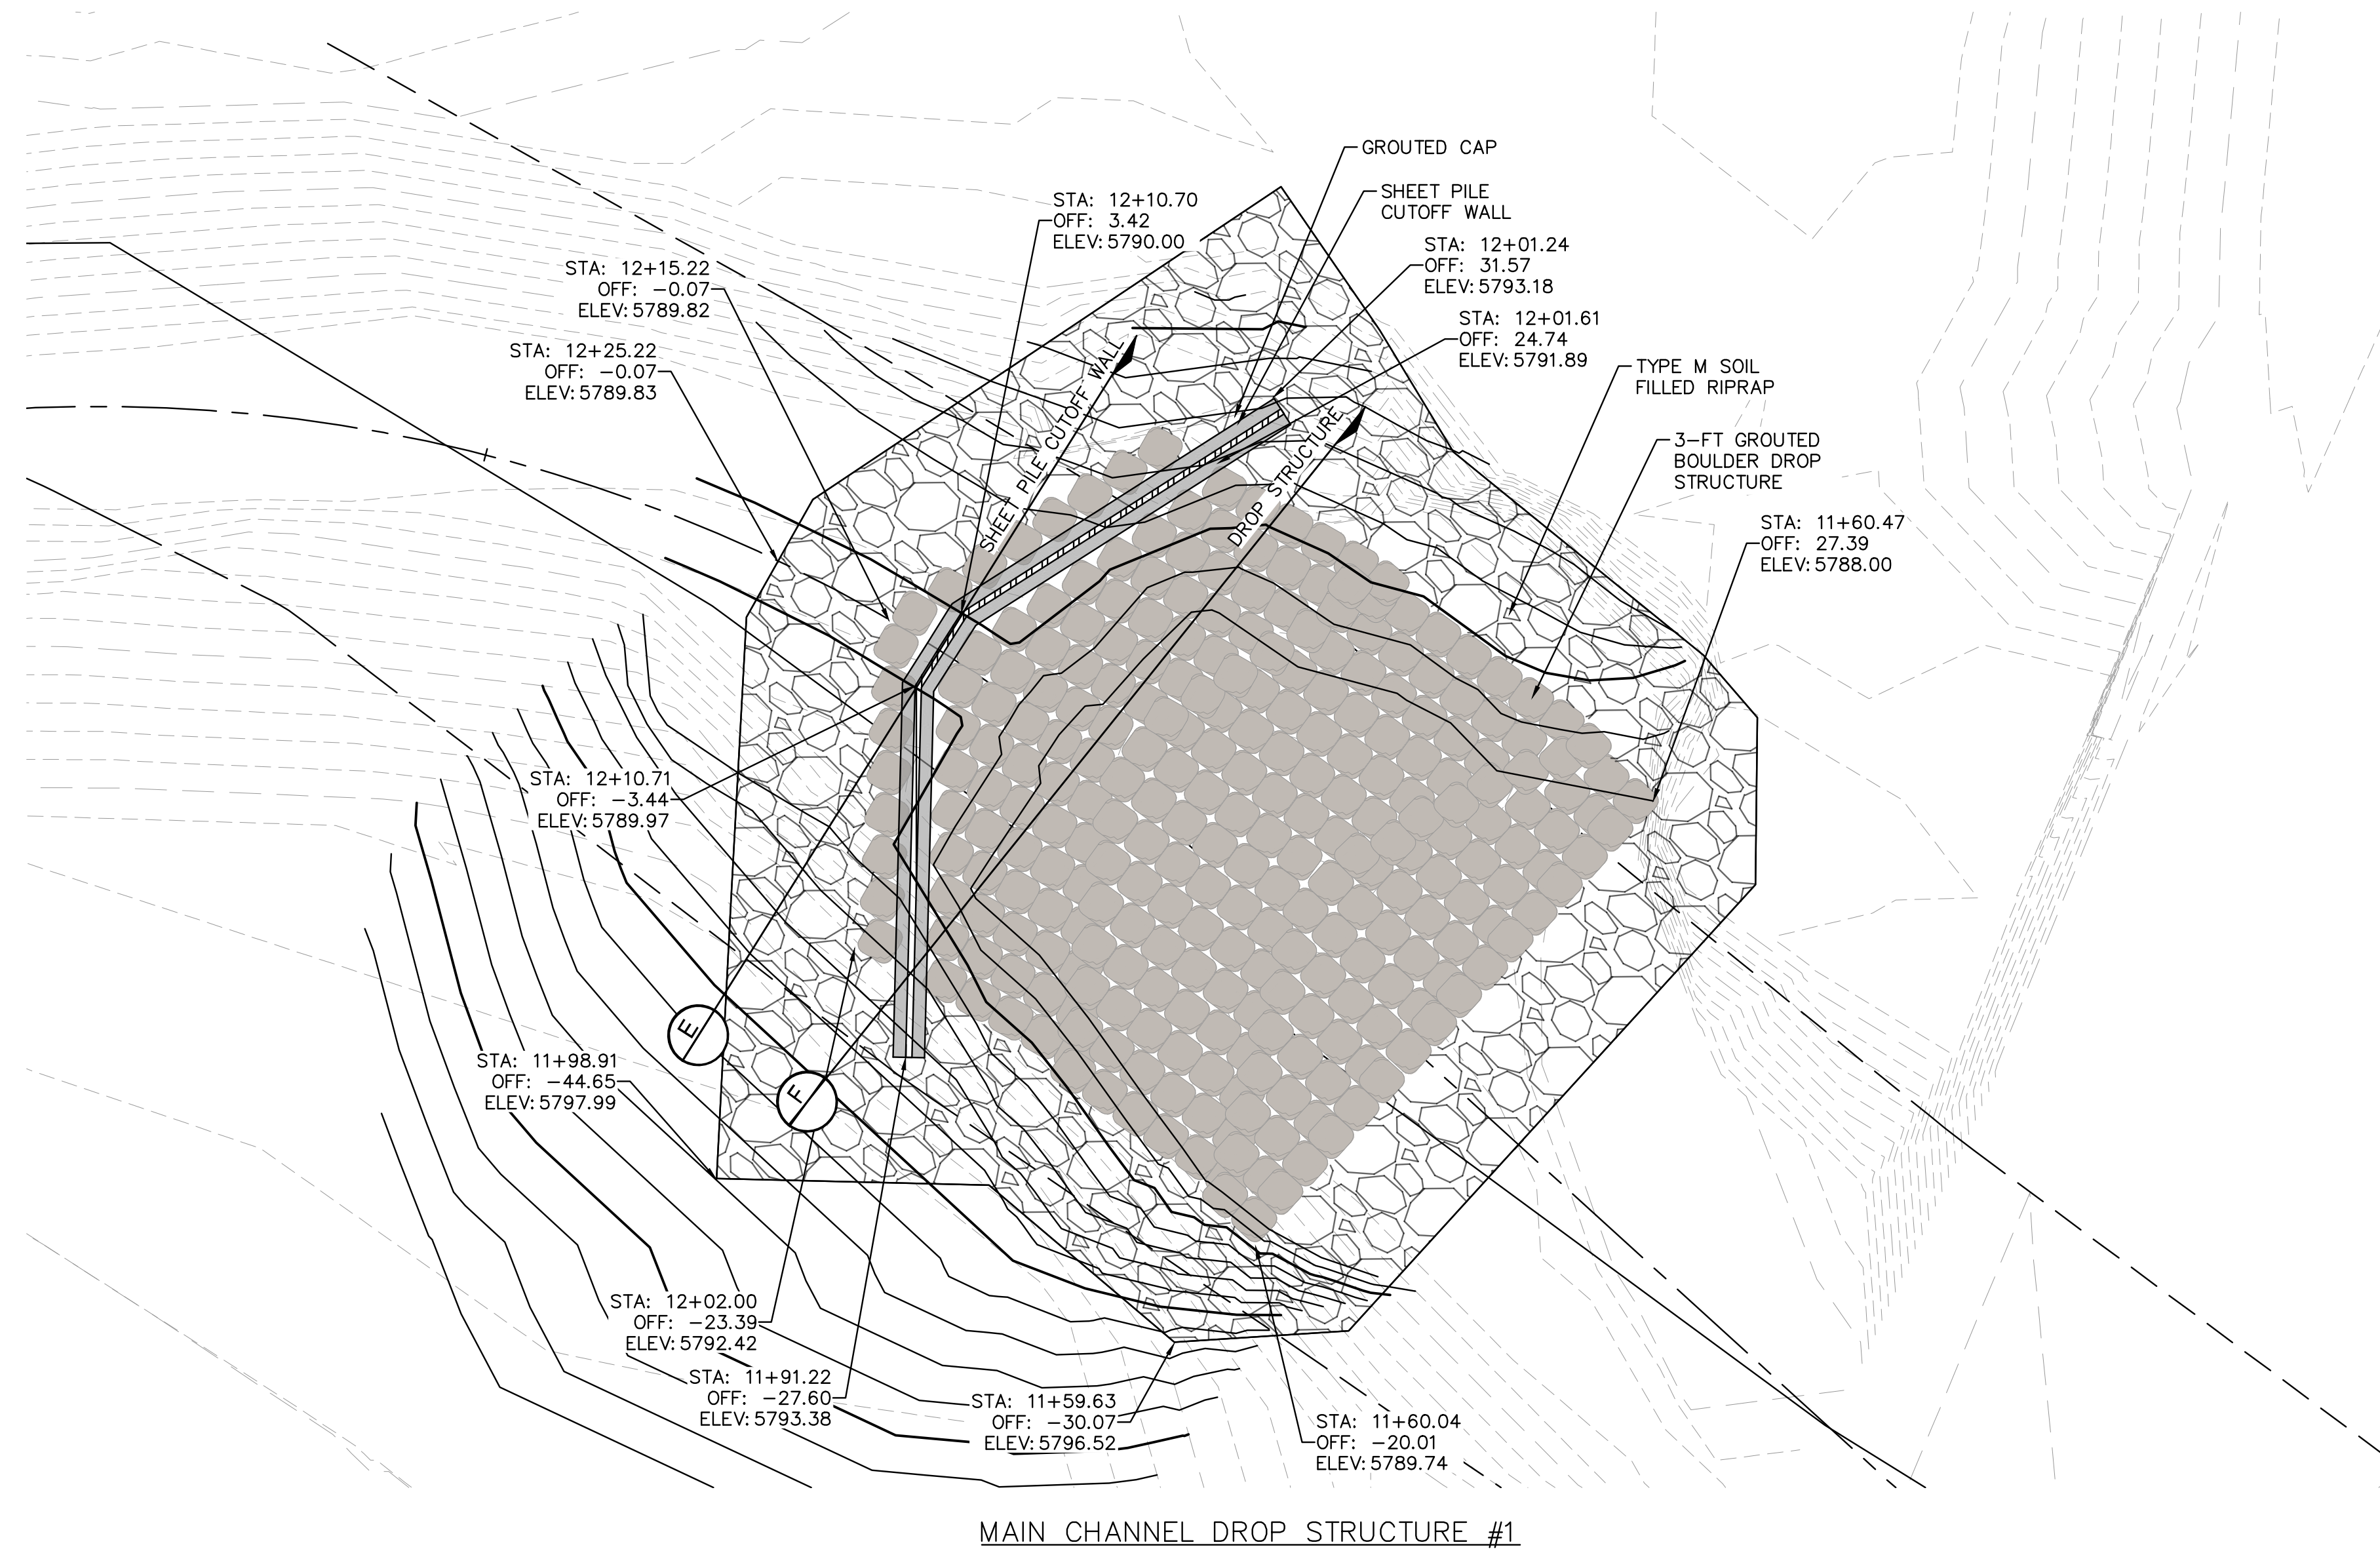 GROUTED CAP
SHEET PILE
CUTOFF WALL
STA: 12+10.70
OFF: 3.42
ELEV: 5790.00
STA: 12+01.24
OFF: 31.57
ELEV: 5793.18
STA: 12+15.22
OFF: -0.07
ELEV: 5789.82
STA: 12+01.61
OFF: 24.74
ELEV: 5791.89
STA: 12+25.22
OFF: -0.07
ELEV: 5789.83
TYPE M SOIL
FILLED RIPRAP
SHEET PILE CUTOFF WALL
DROP STRUCTURE
3-FT GROUTED
BOULDER DROP
STRUCTURE
STA: 11+60.47
OFF: 27.39
ELEV: 5788.00
STA: 12+10.71
OFF: -3.44
ELEV: 5789.97
E
F
STA: 11+98.91
OFF: -44.65
ELEV: 5797.99
STA: 12+02.00
OFF: -23.39
ELEV: 5792.42
STA: 11+91.22
OFF: -27.60
ELEV: 5793.38
STA: 11+59.63
OFF: -30.07
ELEV: 5796.52
STA: 11+60.04
OFF: -20.01
ELEV: 5789.74
MAIN CHANNEL DROP STRUCTURE #1